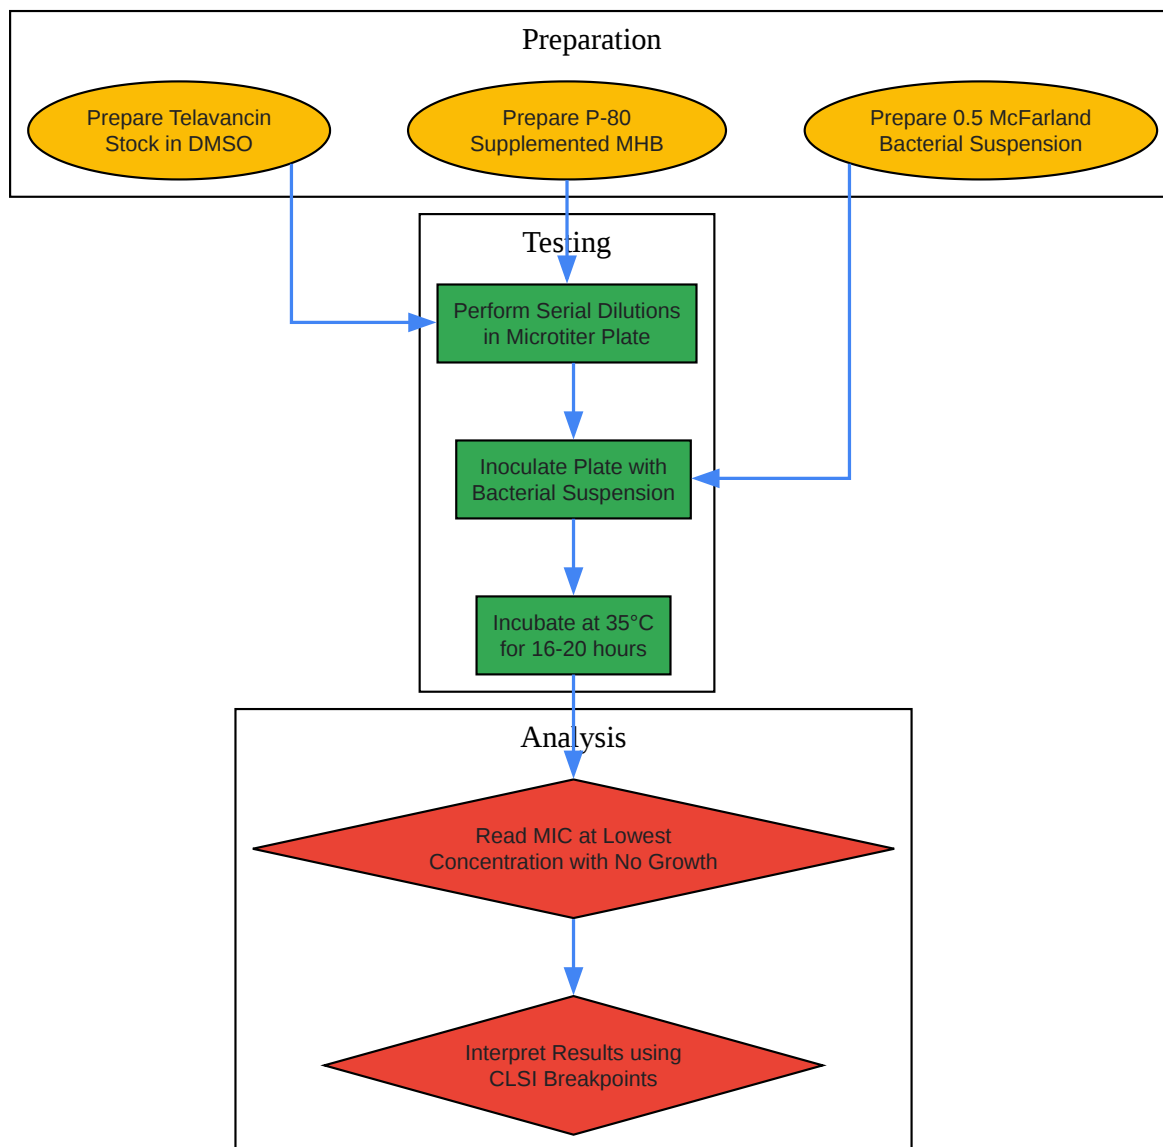 Preparation
Prepare Telavancin
Stock in DMSO
Prepare P-80
Supplemented MHB
Prepare 0.5 McFarland
Bacterial Suspension
Testing
Perform Serial Dilutions
in Microtiter Plate
Inoculate Plate with
Bacterial Suspension
Incubate at 35°C
for 16-20 hours
Analysis
Read MIC at Lowest
Concentration with No Growth
Interpret Results using
CLSI Breakpoints